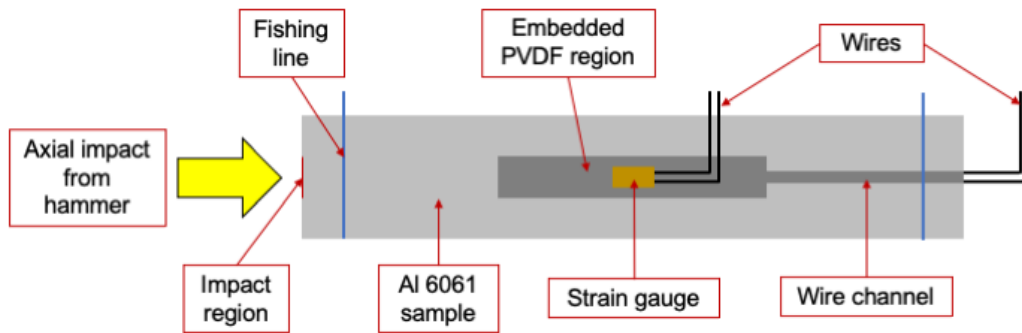 Fishing
line
Embedded
PVDF region
Wires
Axial impact
from
hammer
Impact
region
Al 6061
sample
Strain gauge
Wire channel